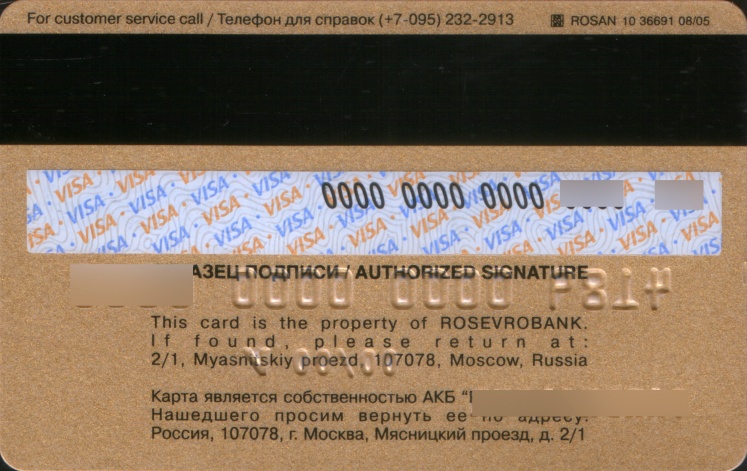 For customer service call / Телефон для справок (+7-095) 232-2913
ROSAN 10 36691 08/05
VISA
0000 0000 0000
АЗЕЦ ПОДПИСИ / AUTHORIZED SIGNATURE
This card is the property of ROSEVROBANK.
If found, please return at:
2/1, Myasnitskiy proezd, 107078, Moscow, Russia
Карта является собственностью АКБ "
Нашедшего просим вернуть ее по адресу:
Россия, 107078, г. Москва, Мясницкий проезд, д. 2/1